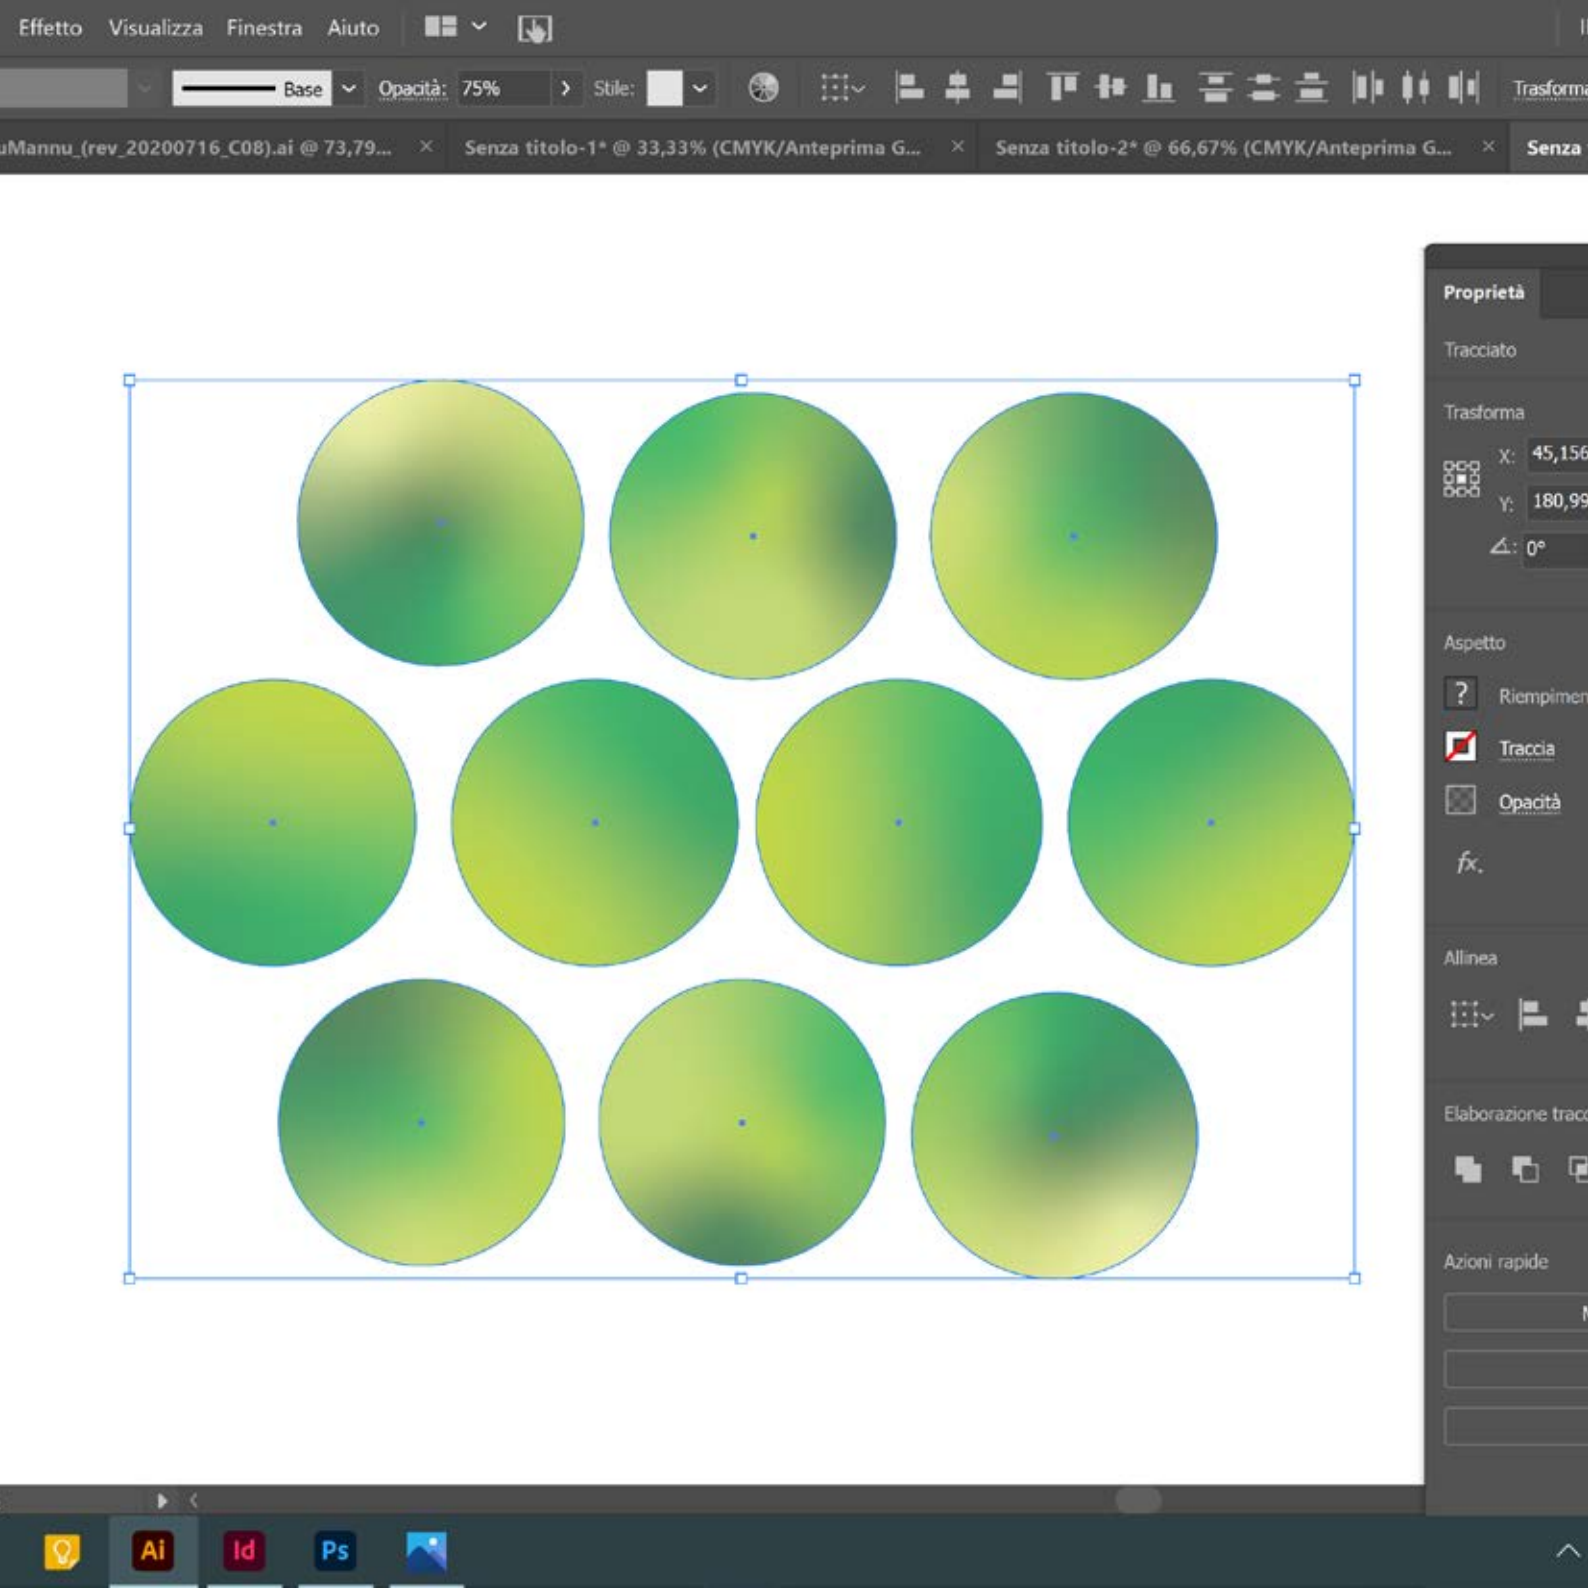 Effetto Visualizza Finestra Aiuto
Base Opacità: 75% Stile: Trasforma
uMannu_(rev_20200716_C08).ai @ 73,79... × Senza titolo-1* @ 33,33% (CMYK/Anteprima G... × Senza titolo-2* @ 66,67% (CMYK/Anteprima G... × Senza
Proprietà
Tracciato
Trasforma
X: 45,156
Y: 180,99
0°
Aspetto
? Riempimen
Traccia
Opacità
fx.
Allinea
Elaborazione tracc
Azioni rapide
Ai Id Ps